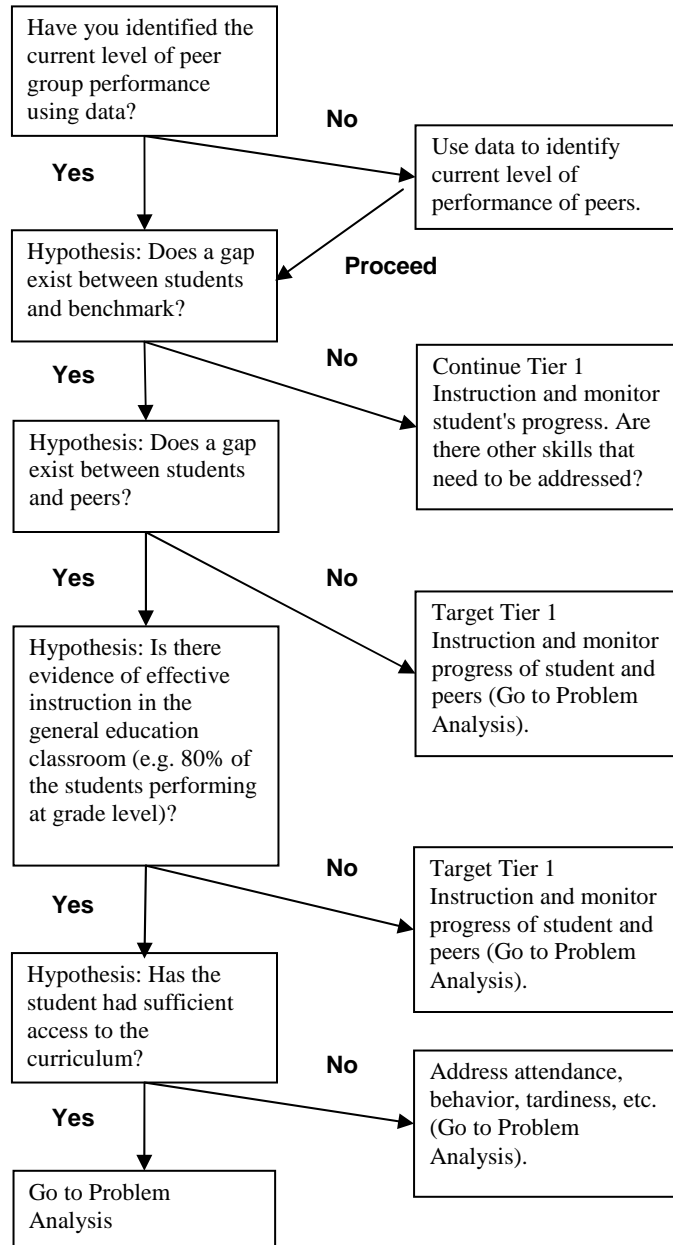 Have you identified the
current level of peer
group performance
using data?
No
Yes
Use data to identify
current level of
performance of peers.
Proceed
Hypothesis: Does a gap
exist between students
and benchmark?
No
Yes
Continue Tier 1
Instruction and monitor
student's progress. Are
there other skills that
need to be addressed?
Hypothesis: Does a gap
exist between students
and peers?
No
Yes
Target Tier 1
Instruction and monitor
progress of student and
peers (Go to Problem
Analysis).
Hypothesis: Is there
evidence of effective
instruction in the
general education
classroom (e.g. 80% of
the students performing
at grade level)?
No
Yes
Target Tier 1
Instruction and monitor
progress of student and
peers (Go to Problem
Analysis).
Hypothesis: Has the
student had sufficient
access to the
curriculum?
No
Yes
Address attendance,
behavior, tardiness, etc.
(Go to Problem
Analysis).
Go to Problem
Analysis